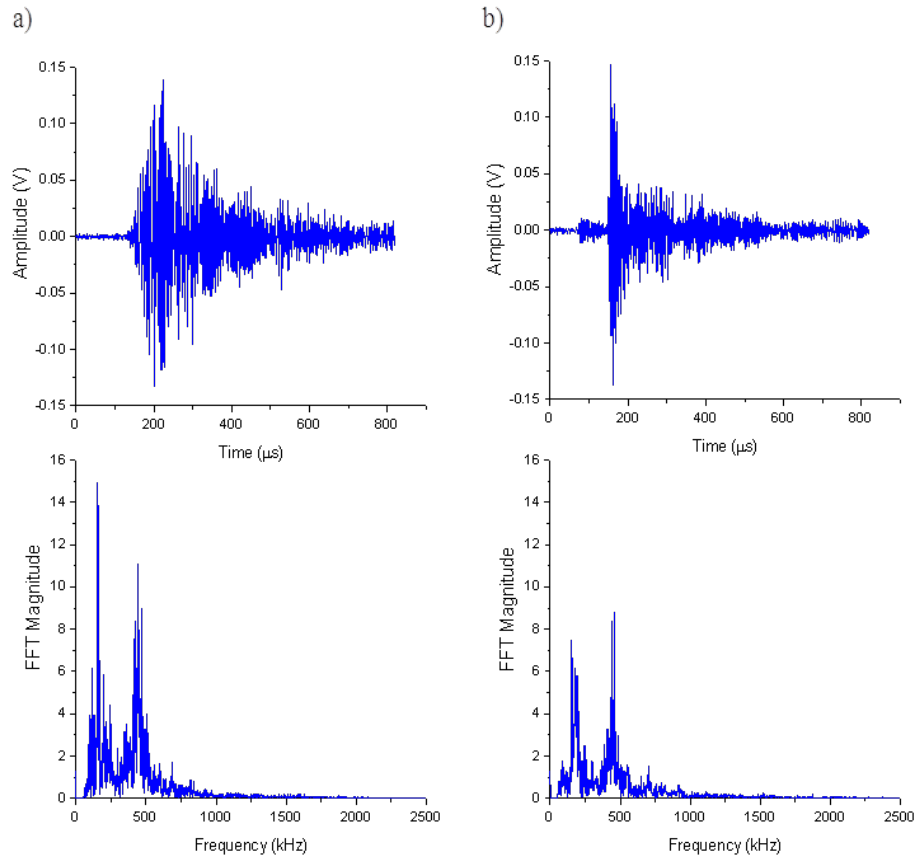 a)
b)
0.15
0.10
0.05
0.00
-0.05
-0.10
-0.15
Amplitude (V)
0 200 400 600 800
Time (μs)
0.15
0.10
0.05
0.00
-0.05
-0.10
-0.15
Amplitude (V)
0 200 400 600 800
Time (μs)
16
14
12
10
8
6
4
2
0
FFT Magnitude
0 500 1000 1500 2000 2500
Frequency (kHz)
16
14
12
10
8
6
4
2
0
FFT Magnitude
0 500 1000 1500 2000 2500
Frequency (kHz)